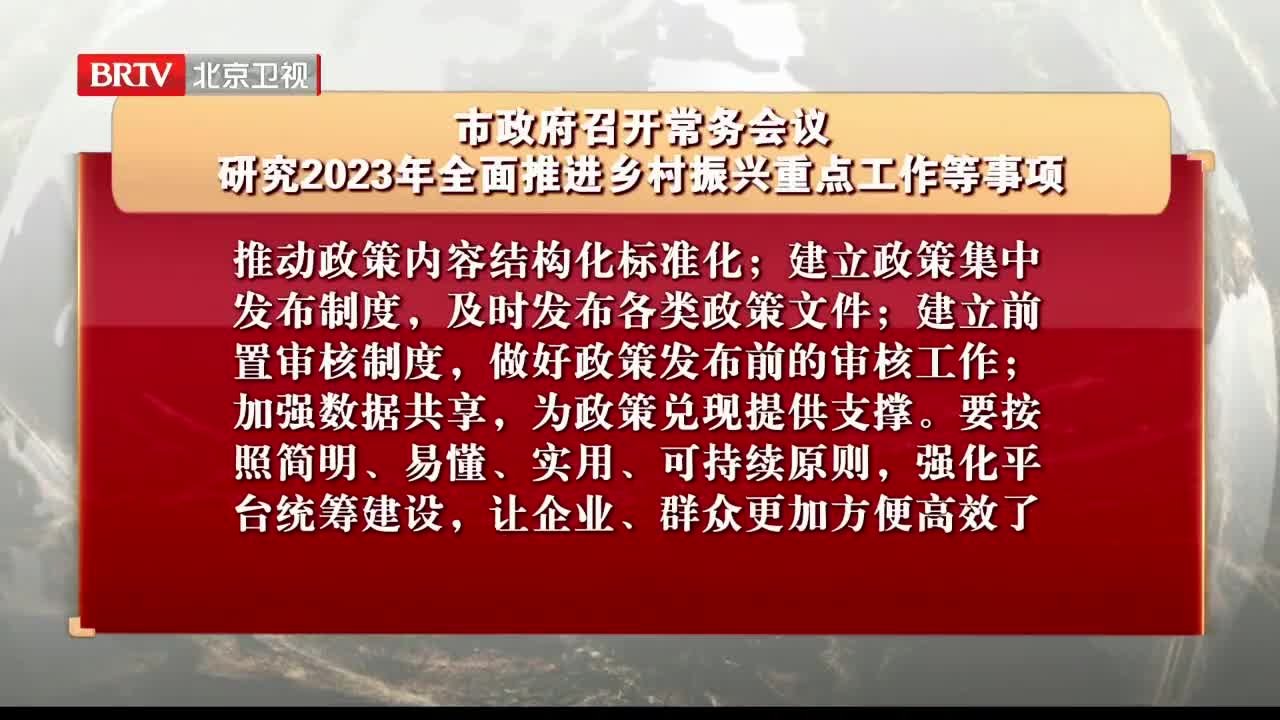 BRTV 北京卫视
市政府召开常务会议
研究2023年全面推进乡村振兴重点工作等事项
推动政策内容结构化标准化；建立政策集中
发布制度，及时发布各类政策文件；建立前
置审核制度，做好政策发布前的审核工作；
加强数据共享，为政策兑现提供支撑。要按
照简明、易懂、实用、可持续原则，强化平
台统筹建设，让企业、群众更加方便高效了